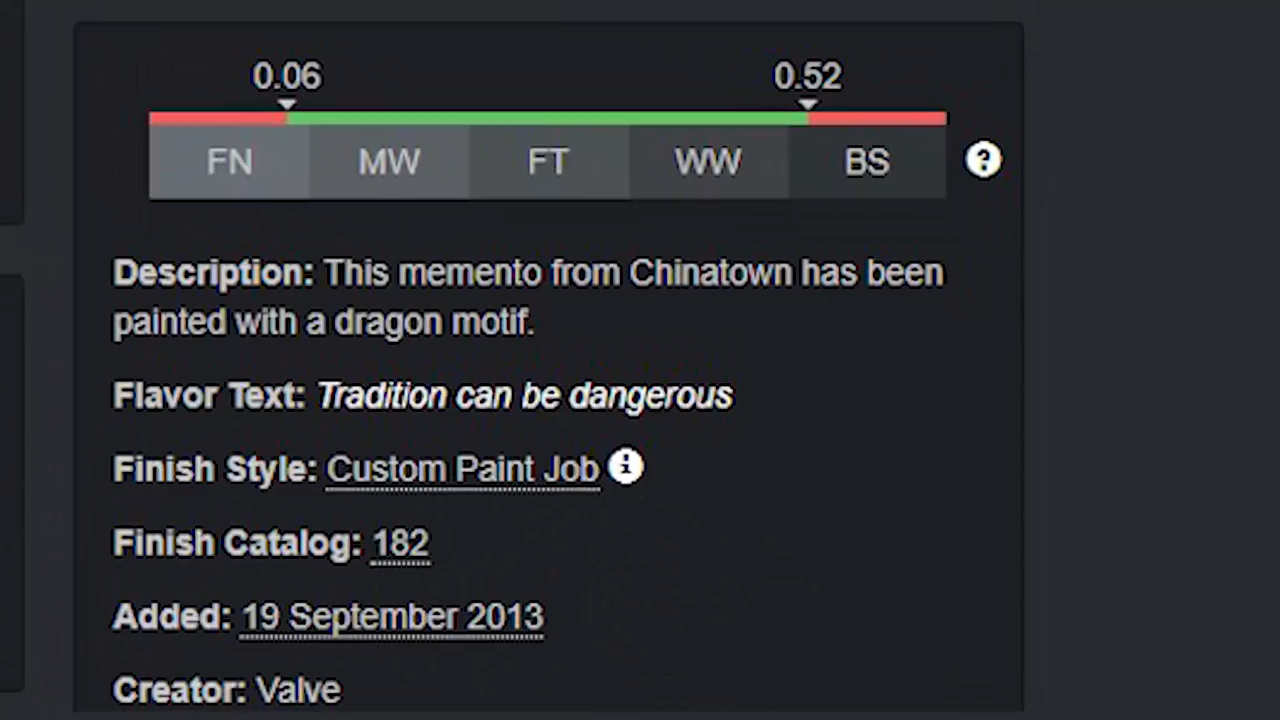 0.06 0.52
FN MW FT WW BS ?
Description: This memento from Chinatown has been
painted with a dragon motif.
Flavor Text: Tradition can be dangerous
Finish Style: Custom Paint Job i
Finish Catalog: 182
Added: 19 September 2013
Creator: Valve